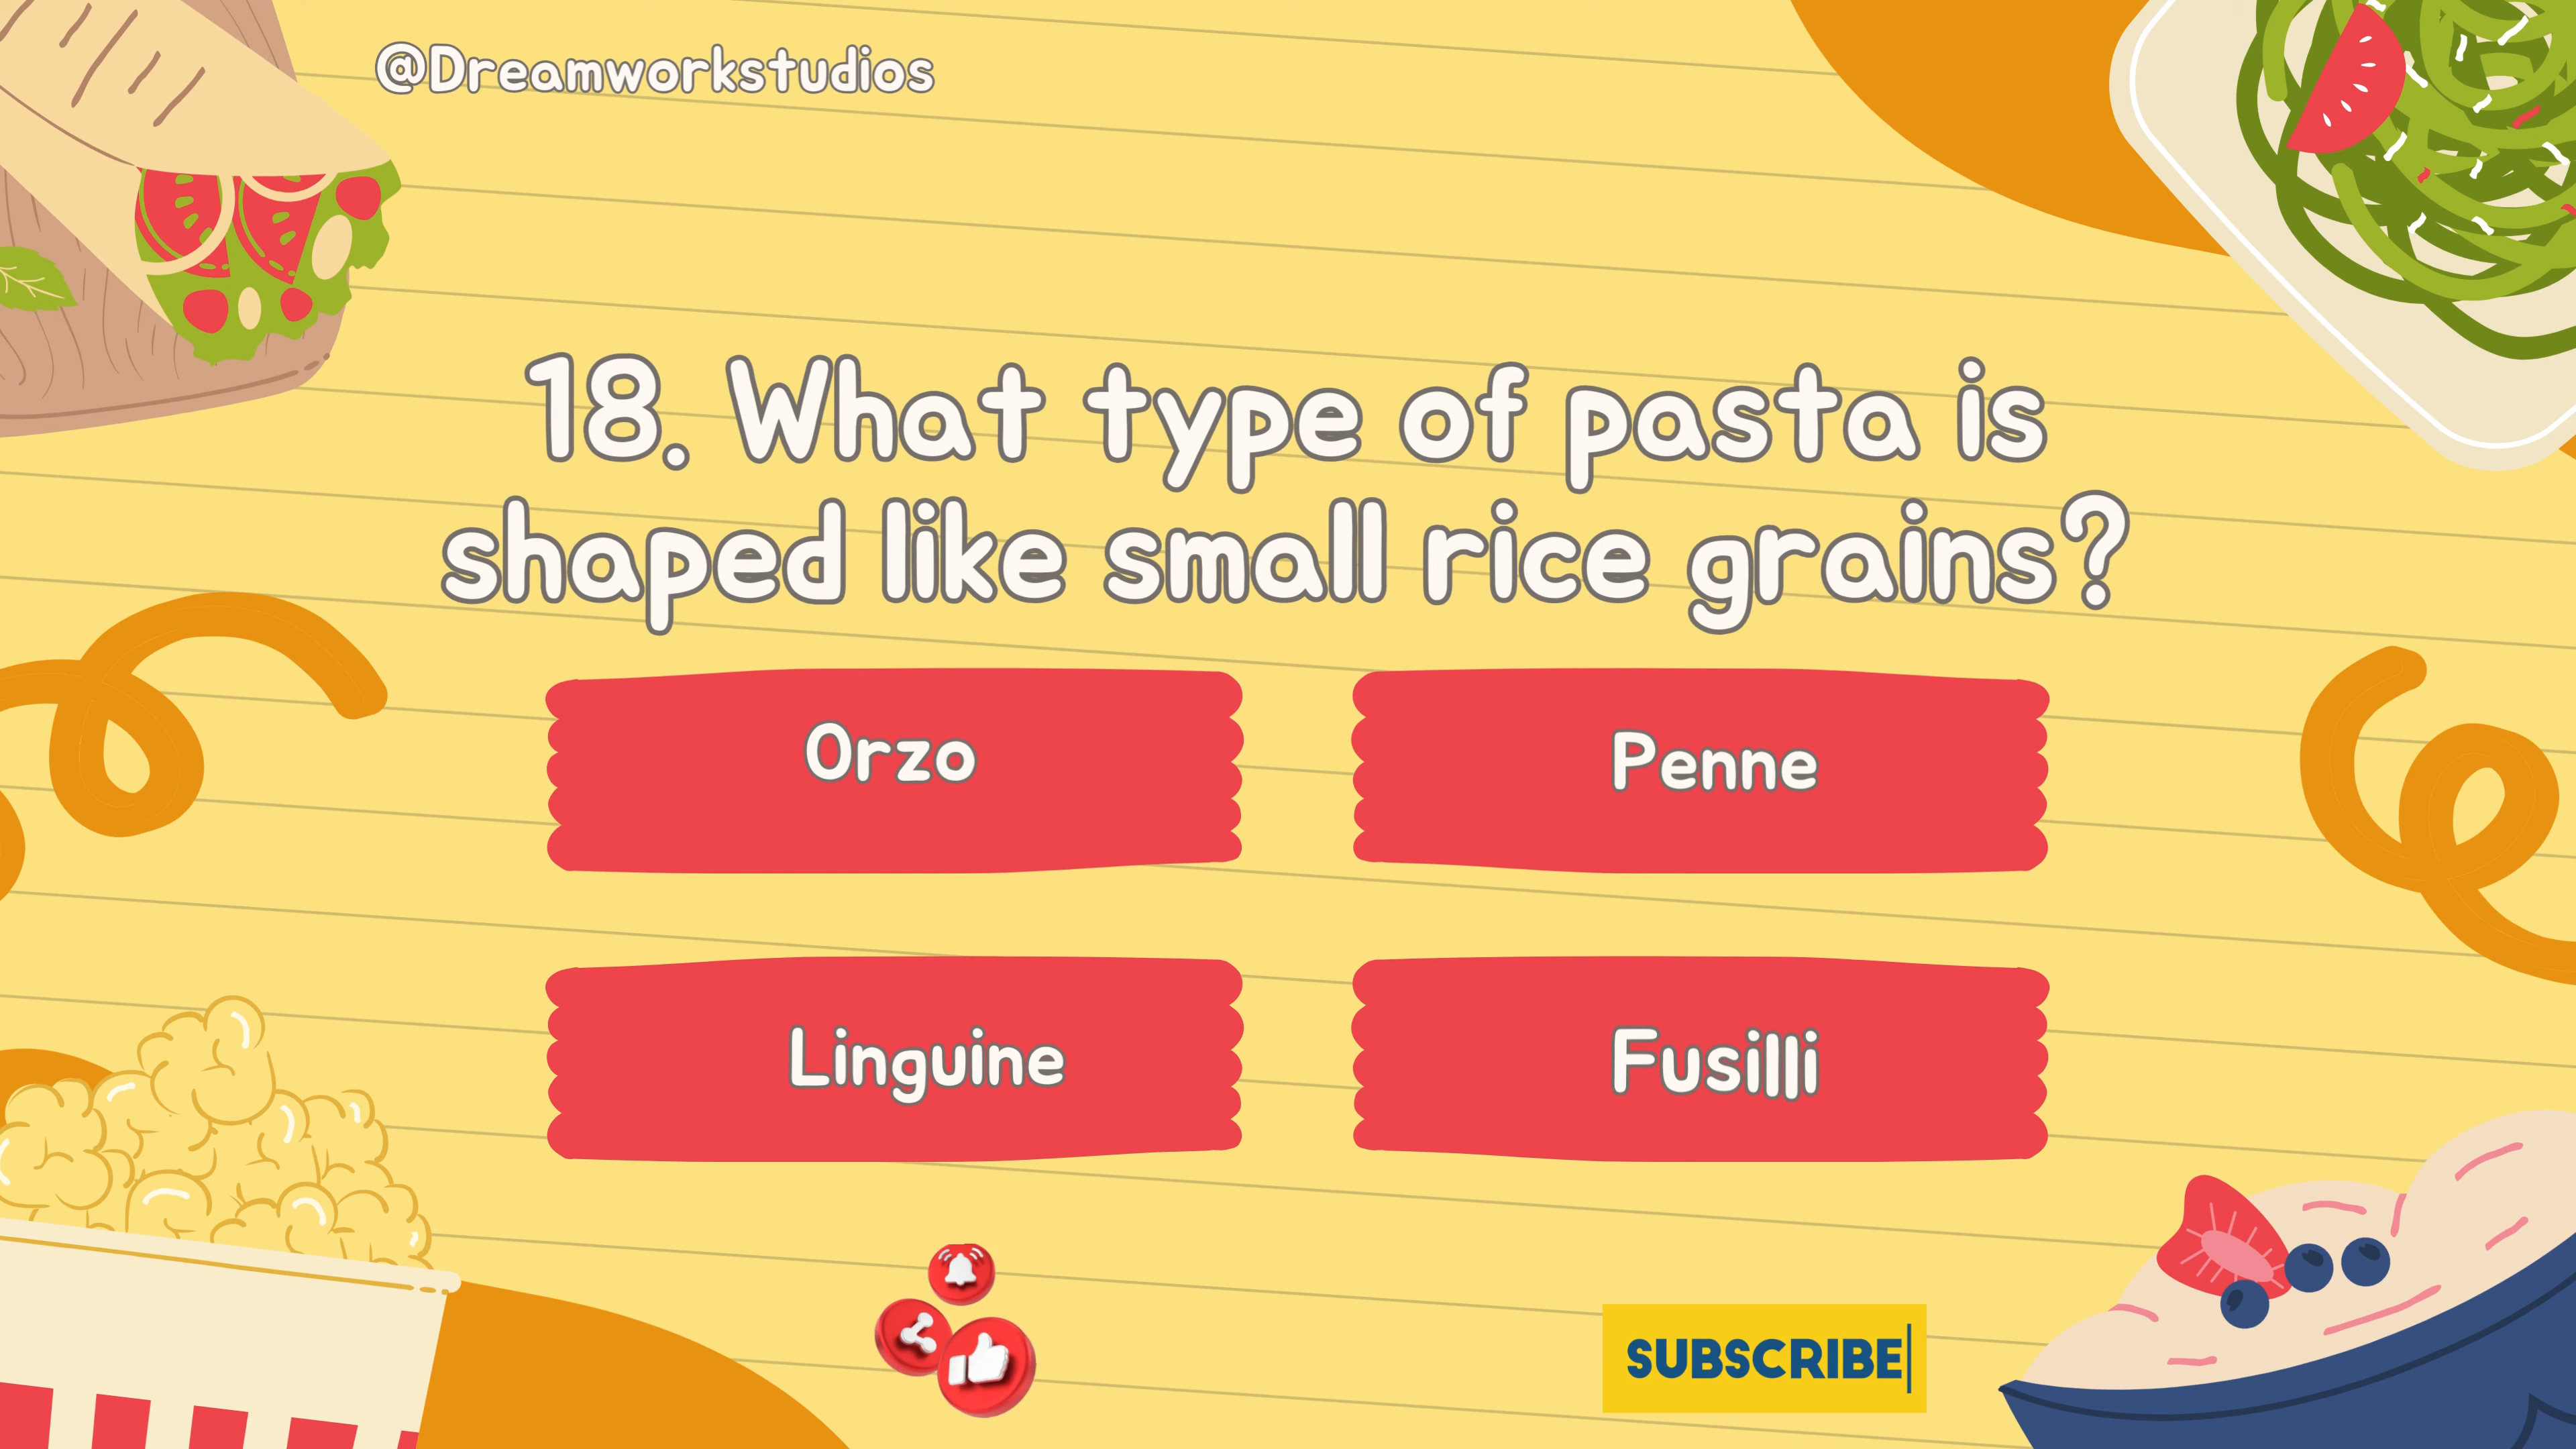 @Dreamworkstudios
18. What type of pasta is
shaped like small rice grains?
Orzo
Penne
Linguine
Fusilli
SUBSCRIBE